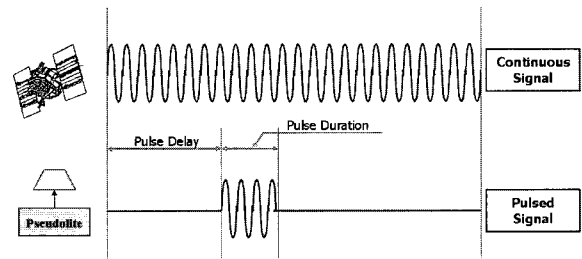 Continuous
Signal
Pulse Duration
Pulse Delay
Pseudolite
Pulsed
Signal